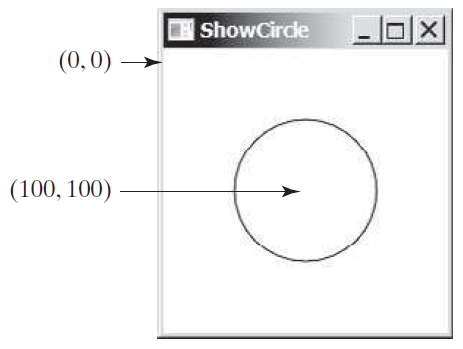 ShowCircle
(0, 0)
(100, 100)